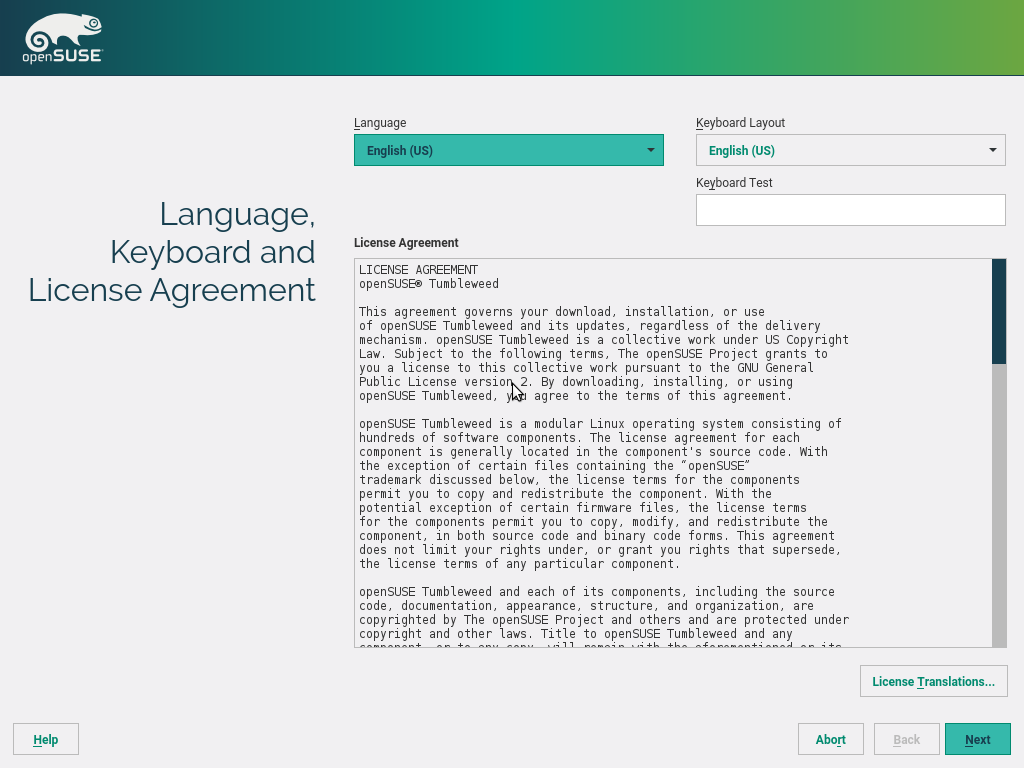 openSUSE
Language,
Keyboard and
License Agreement
Language
English (US)
Keyboard Layout
English (US)
Keyboard Test
License Agreement
LICENSE AGREEMENT
openSUSE® Tumbleweed
This agreement governs your download, installation, or use
of openSUSE Tumbleweed and its updates, regardless of the delivery
mechanism. openSUSE Tumbleweed is a collective work under US Copyright
Law. Subject to the following terms, The openSUSE Project grants to
you a license to this collective work pursuant to the GNU General
Public License version 2. By downloading, installing, or using
openSUSE Tumbleweed, you agree to the terms of this agreement.
openSUSE Tumbleweed is a modular Linux operating system consisting of
hundreds of software components. The license agreement for each
component is generally located in the component's source code. With
the exception of certain files containing the “openSUSE”
trademark discussed below, the license terms for the components
permit you to copy and redistribute the component. With the
potential exception of certain firmware files, the license terms
for the components permit you to copy, modify, and redistribute the
component, in both source code and binary code forms. This agreement
does not limit your rights under, or grant you rights that supersede,
the license terms of any particular component.
openSUSE Tumbleweed and each of its components, including the source
code, documentation, appearance, structure, and organization, are
copyrighted by The openSUSE Project and others and are protected under
copyright and other laws. Title to openSUSE Tumbleweed and any
component, or to any copy, will remain with the aforementioned or its
License Translations...
Help
Abort
Back
Next